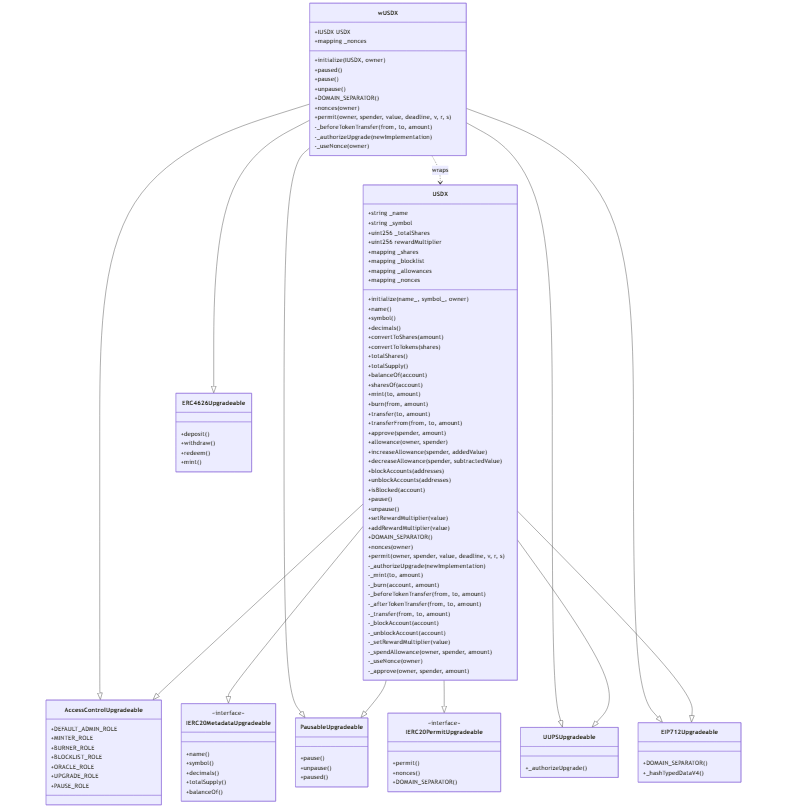 wUSDX
+IUSDX USDX
+mapping _nonces
+initialize(IUSDX, owner)
+paused()
+pause()
+unpause()
+DOMAIN_SEPARATOR()
+nonces(owner)
+permit(owner, spender, value, deadline, v, r, s)
-_beforeTokenTransfer(from, to, amount)
-_authorizeUpgrade(newImplementation)
-_useNonce(owner)
wraps
USDX
+string _name
+string _symbol
+uint256 _totalShares
+uint256 rewardMultiplier
+mapping _shares
+mapping _blocklist
+mapping _allowances
+mapping _nonces
+initialize(name_, symbol_, owner)
+name()
+symbol()
+decimals()
+convertToShares(amount)
+convertToTokens(shares)
+totalShares()
+totalSupply()
+balanceOf(account)
+sharesOf(account)
+mint(to, amount)
+burn(from, amount)
+transfer(to, amount)
+transferFrom(from, to, amount)
+approve(spender, amount)
+allowance(owner, spender)
+increaseAllowance(spender, addedValue)
+decreaseAllowance(spender, subtractedValue)
+blockAccounts(addresses)
+unblockAccounts(addresses)
+isBlocked(account)
+pause()
+unpause()
+setRewardMultiplier(value)
+addRewardMultiplier(value)
+DOMAIN_SEPARATOR()
+nonces(owner)
+permit(owner, spender, value, deadline, v, r, s)
-_authorizeUpgrade(newImplementation)
-_mint(to, amount)
-_burn(account, amount)
-_beforeTokenTransfer(from, to, amount)
-_afterTokenTransfer(from, to, amount)
-_transfer(from, to, amount)
-_blockAccount(account)
-_unblockAccount(account)
-_setRewardMultiplier(value)
-_spendAllowance(owner, spender, amount)
-_useNonce(owner)
-_approve(owner, spender, amount)
ERC4626Upgradeable
+deposit()
+withdraw()
+redeem()
+mint()
AccessControlUpgradeable
+DEFAULT_ADMIN_ROLE
+MINTER_ROLE
+BURNER_ROLE
+BLOCKLIST_ROLE
+ORACLE_ROLE
+UPGRADE_ROLE
+PAUSE_ROLE
«interface»
IERC20MetadataUpgradeable
+name()
+symbol()
+decimals()
+totalSupply()
+balanceOf()
PausableUpgradeable
+pause()
+unpause()
+paused()
«interface»
IERC20PermitUpgradeable
+permit()
+nonces()
+DOMAIN_SEPARATOR()
UUPSUpgradeable
+_authorizeUpgrade()
EIP712Upgradeable
+DOMAIN_SEPARATOR()
+_hashTypedDataV4()